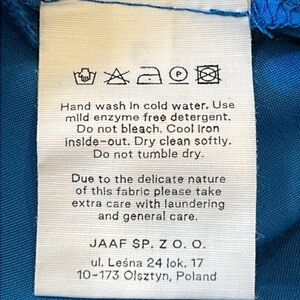 Hand wash in cold water. Use
mild enzyme free detergent.
Do not bleach. Cool iron
inside-out. Dry clean softly.
Do not tumble dry.
Due to the delicate nature
of this fabric please take
extra care with laundering
and general care.
JAAF SP. Z O. O.
ul. Leśna 24 lok. 17
10-173 Olsztyn, Poland